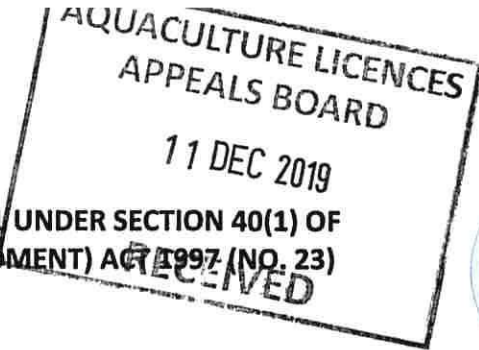 AQUACULTURE LICENCES
APPEALS BOARD
11 DEC 2019
UNDER SECTION 40(1) OF
MENT) ACT 1997 (NO. 23)
RECEIVED